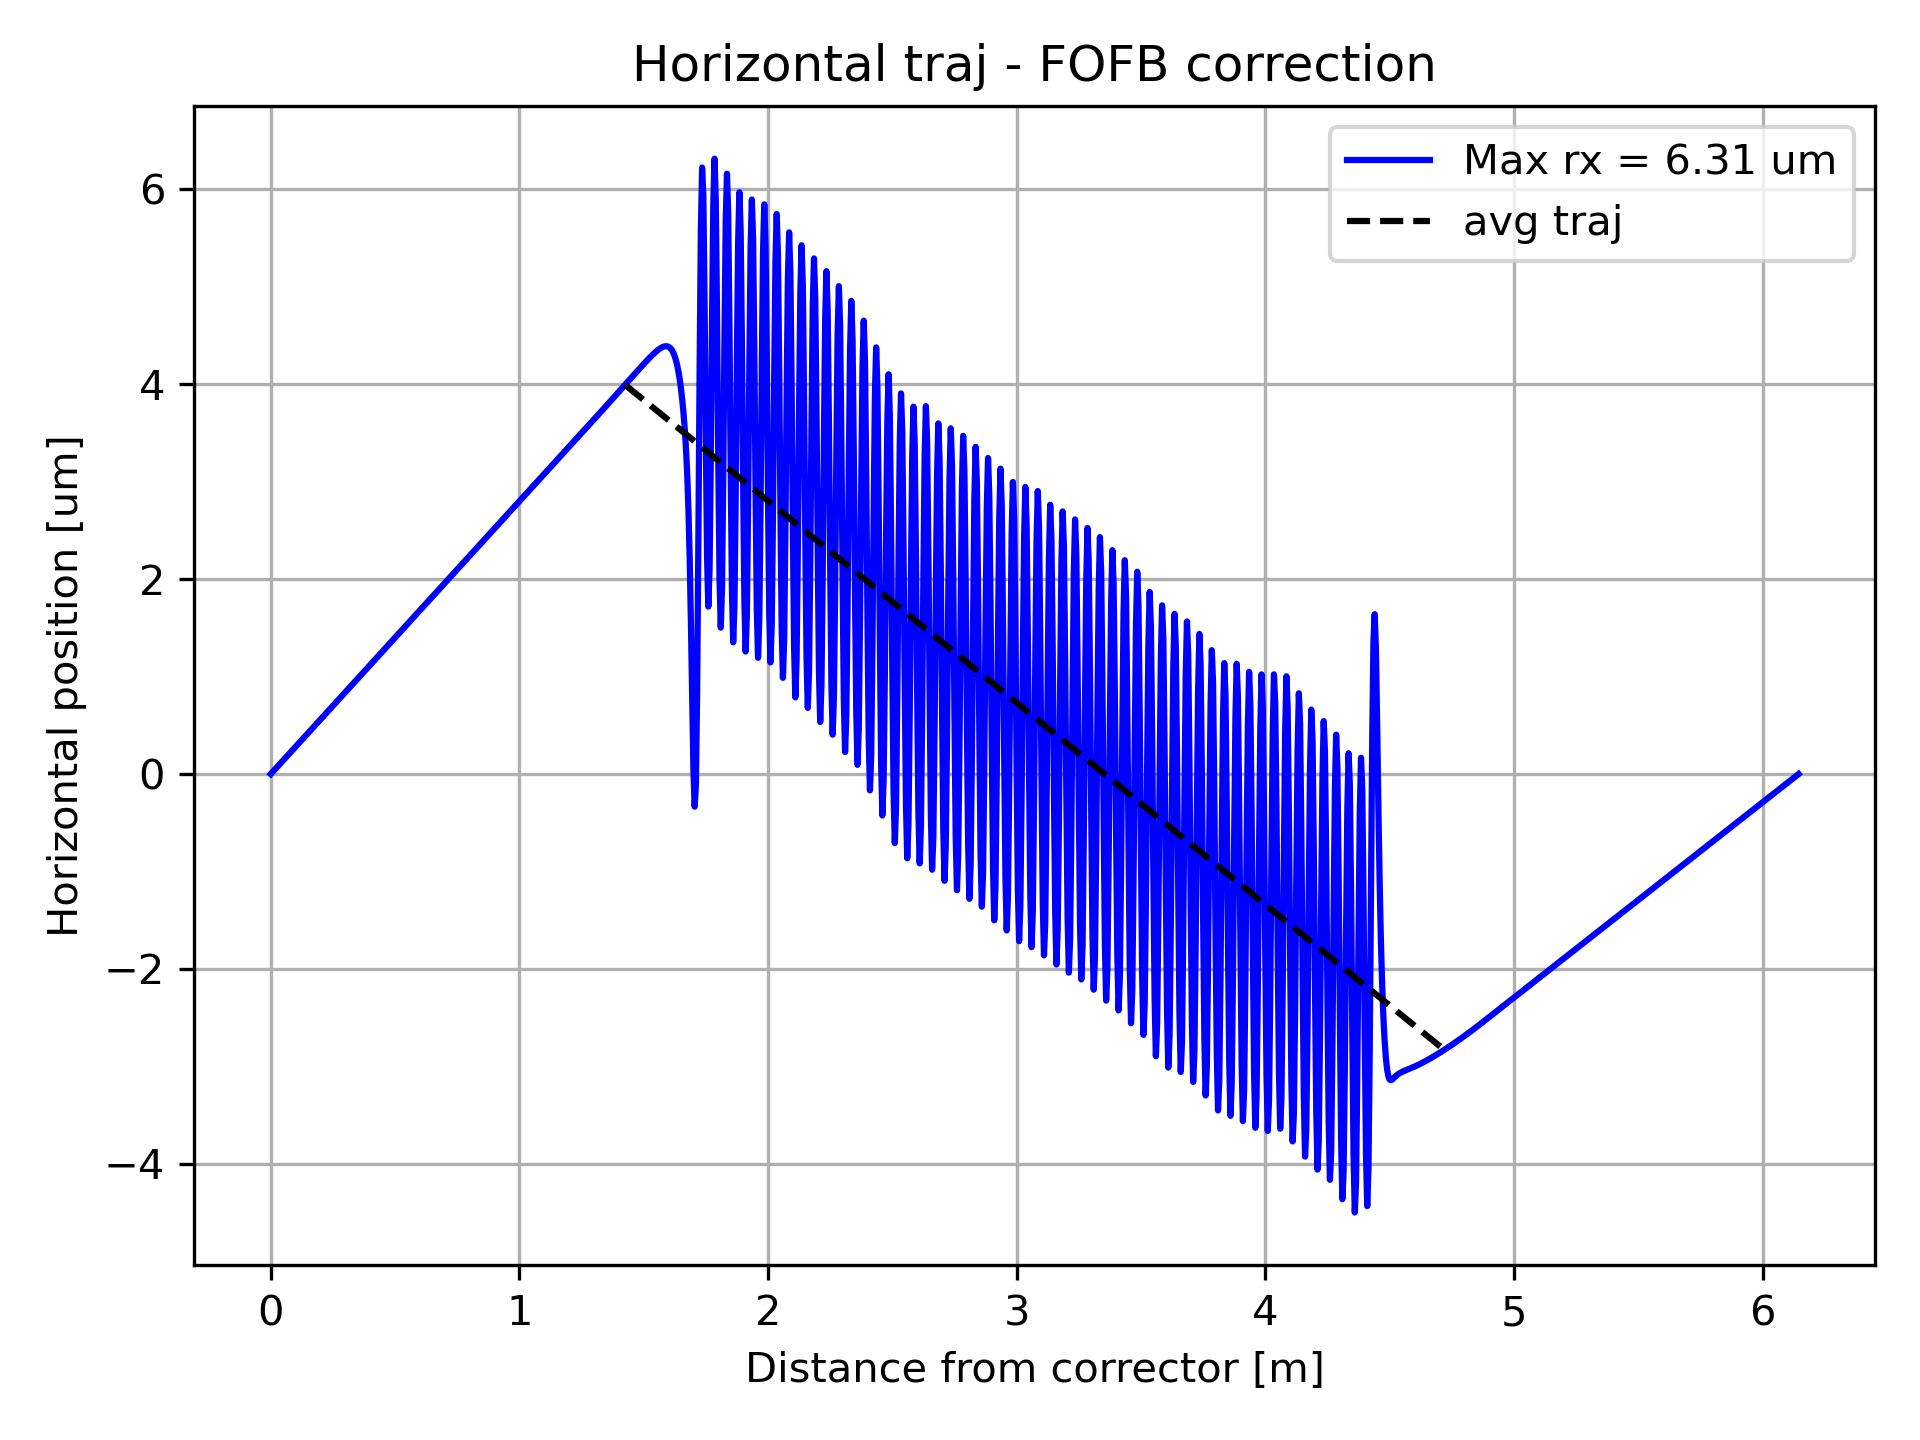 Horizontal traj - FOFB correction
Max rx = 6.31 um
avg traj
Horizontal position [um]
6
4
2
0
−2
−4
0 1 2 3 4 5 6
Distance from corrector [m]